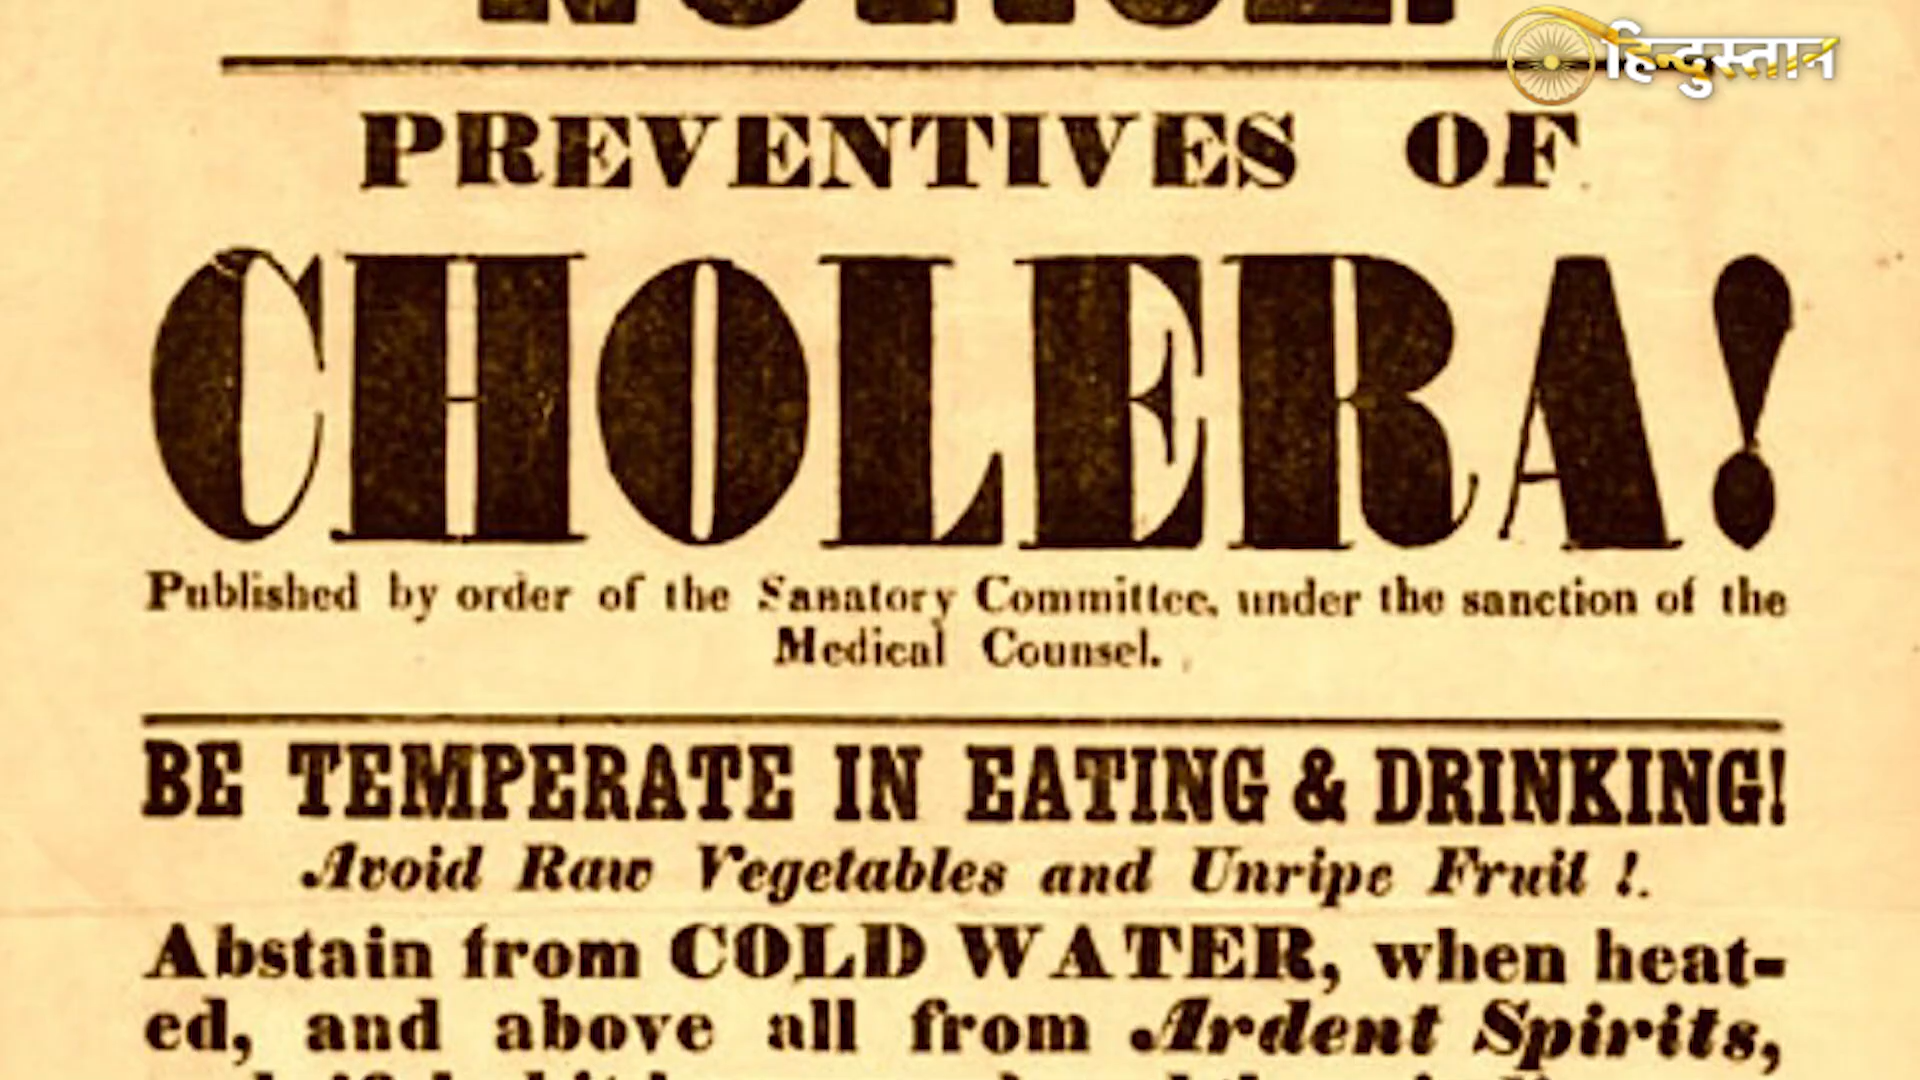 NOTICE.
हिन्दुस्तान
PREVENTIVES OF
CHOLERA!
Published by order of the Sanatory Committee, under the sanction of the
Medical Counsel.
BE TEMPERATE IN EATING & DRINKING!
Avoid Raw Vegetables and Unripe Fruit !.
Abstain from COLD WATER, when heat-
ed, and above all from Ardent Spirits,